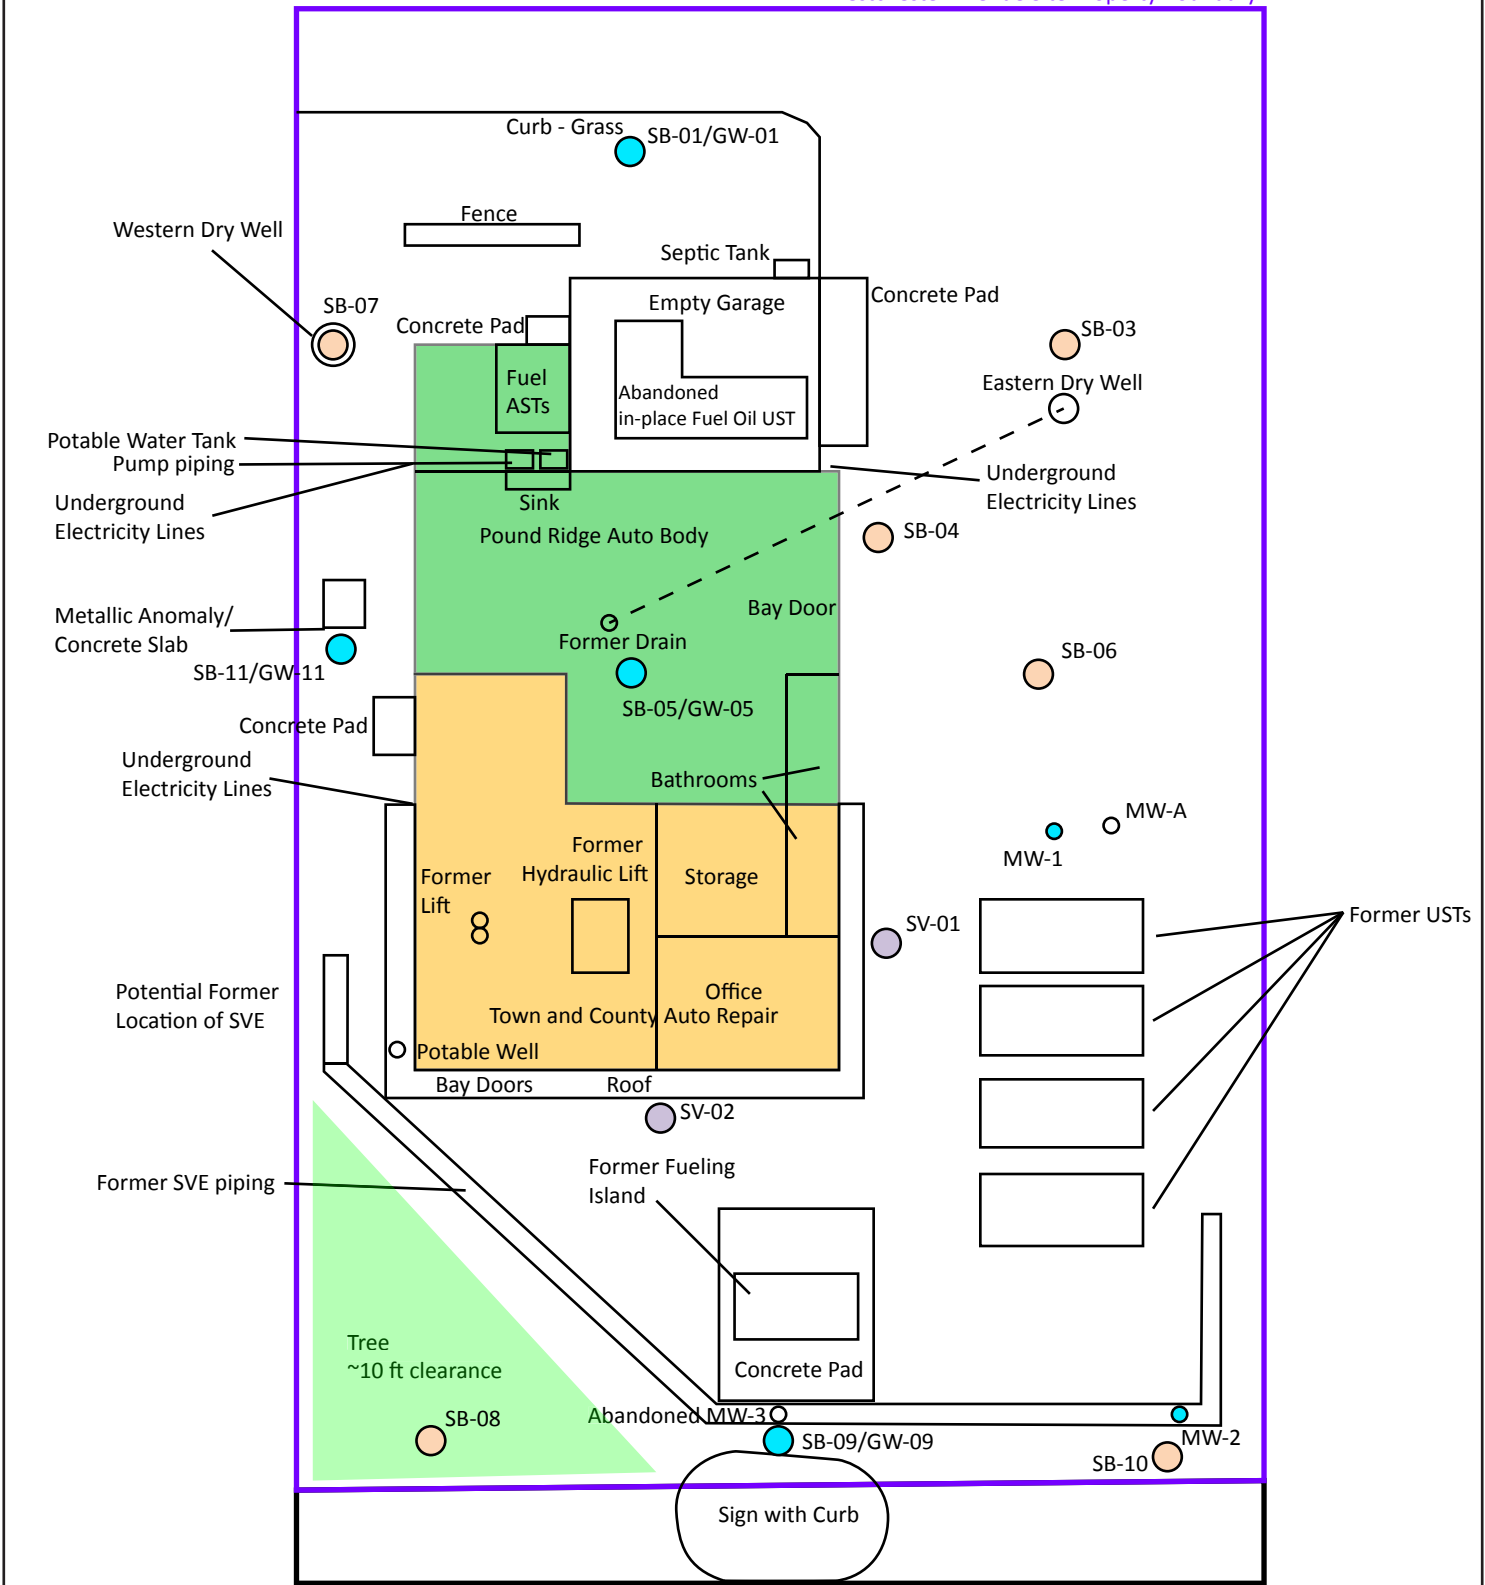 Curb - Grass
SB-01/GW-01
Fence
Western Dry Well
Septic Tank
Concrete Pad
Empty Garage
SB-07
Concrete Pad
SB-03
Fuel
ASTs
Eastern Dry Well
Abandoned
in-place Fuel Oil UST
Potable Water Tank
Pump piping
Underground
Electricity Lines
Underground
Electricity Lines
Sink
Pound Ridge Auto Body
SB-04
Metallic Anomaly/
Concrete Slab
Bay Door
Former Drain
SB-06
SB-11/GW-11
SB-05/GW-05
Concrete Pad
Underground
Electricity Lines
Bathrooms
MW-A
MW-1
Former
Hydraulic Lift
Former
Lift
Storage
SV-01
Former USTs
Potential Former
Location of SVE
Office
Town and County Auto Repair
Potable Well
Bay Doors
Roof
SV-02
Former Fueling
Island
Former SVE piping
Tree
~10 ft clearance
Concrete Pad
SB-08
Abandoned MW-3
SB-09/GW-09
MW-2
SB-10
Sign with Curb